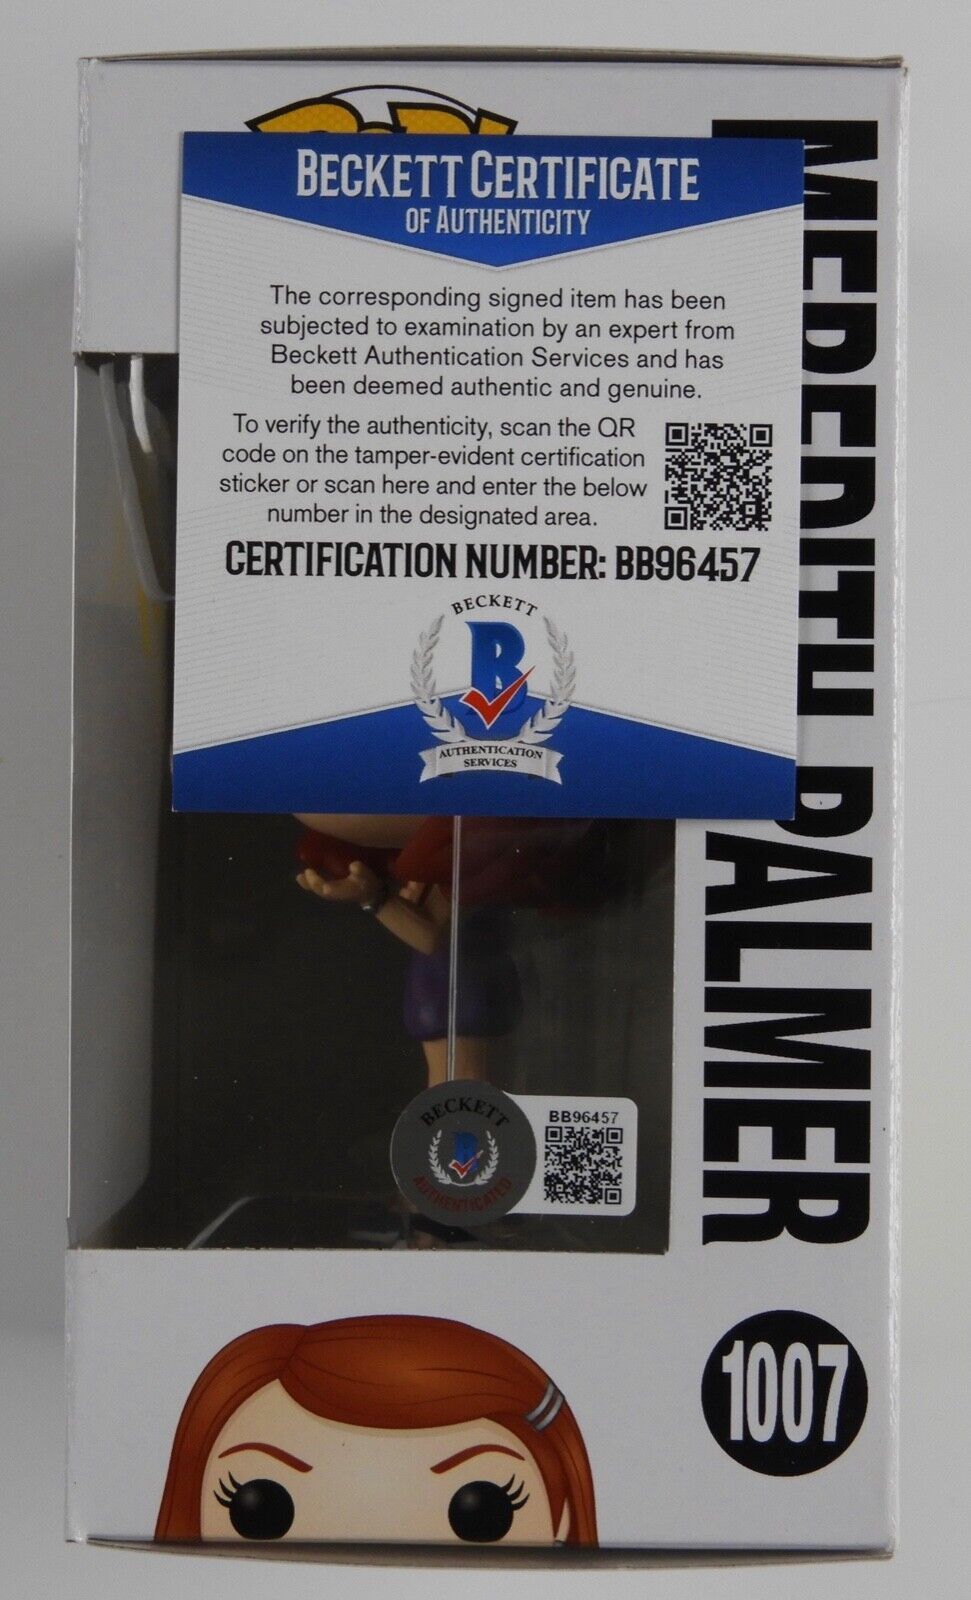 BECKETT CERTIFICATE
OF AUTHENTICITY
The corresponding signed item has been
subjected to examination by an expert from
Beckett Authentication Services and has
been deemed authentic and genuine.
To verify the authenticity, scan the QR
code on the tamper-evident certification
sticker or scan here and enter the below
number in the designated area.
CERTIFICATION NUMBER: BB96457
BECKETT
B
AUTHENTICATION
SERVICES
MEREDITH PALMER
BECKETT
B
AUTHENTICATED
BB96457
1007